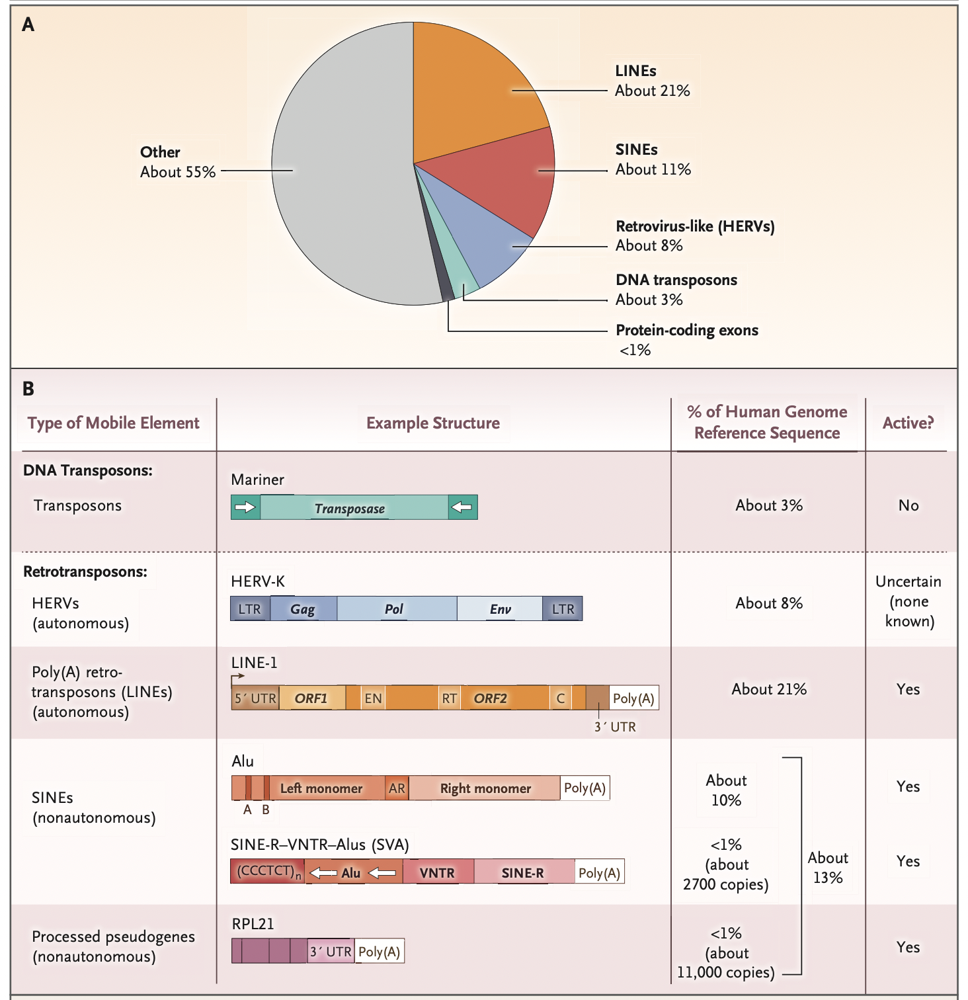 A
LINEs
About 21%
SINEs
About 11%
Other
About 55%
Retrovirus-like (HERVs)
About 8%
DNA transposons
About 3%
Protein-coding exons
<1%
B
Type of Mobile Element
Example Structure
% of Human Genome
Reference Sequence
Active?
DNA Transposons:
Transposons
Mariner
Transposase
About 3%
No
Retrotransposons:
HERVs
(autonomous)
HERV-K
LTR Gag Pol Env LTR
About 8%
Uncertain
(none
known)
Poly(A) retro-
transposons (LINEs)
(autonomous)
LINE-1
5´ UTR ORF1 EN RT ORF2 C Poly(A)
3´ UTR
About 21%
Yes
SINEs
(nonautonomous)
Alu
Left monomer AR Right monomer Poly(A)
A B
About
10%
Yes
SINE-R–VNTR–Alus (SVA)
(CCCTCT)n Alu VNTR SINE-R Poly(A)
<1%
(about
2700 copies)
About
13%
Yes
Processed pseudogenes
(nonautonomous)
RPL21
3´ UTR Poly(A)
<1%
(about
11,000 copies)
Yes